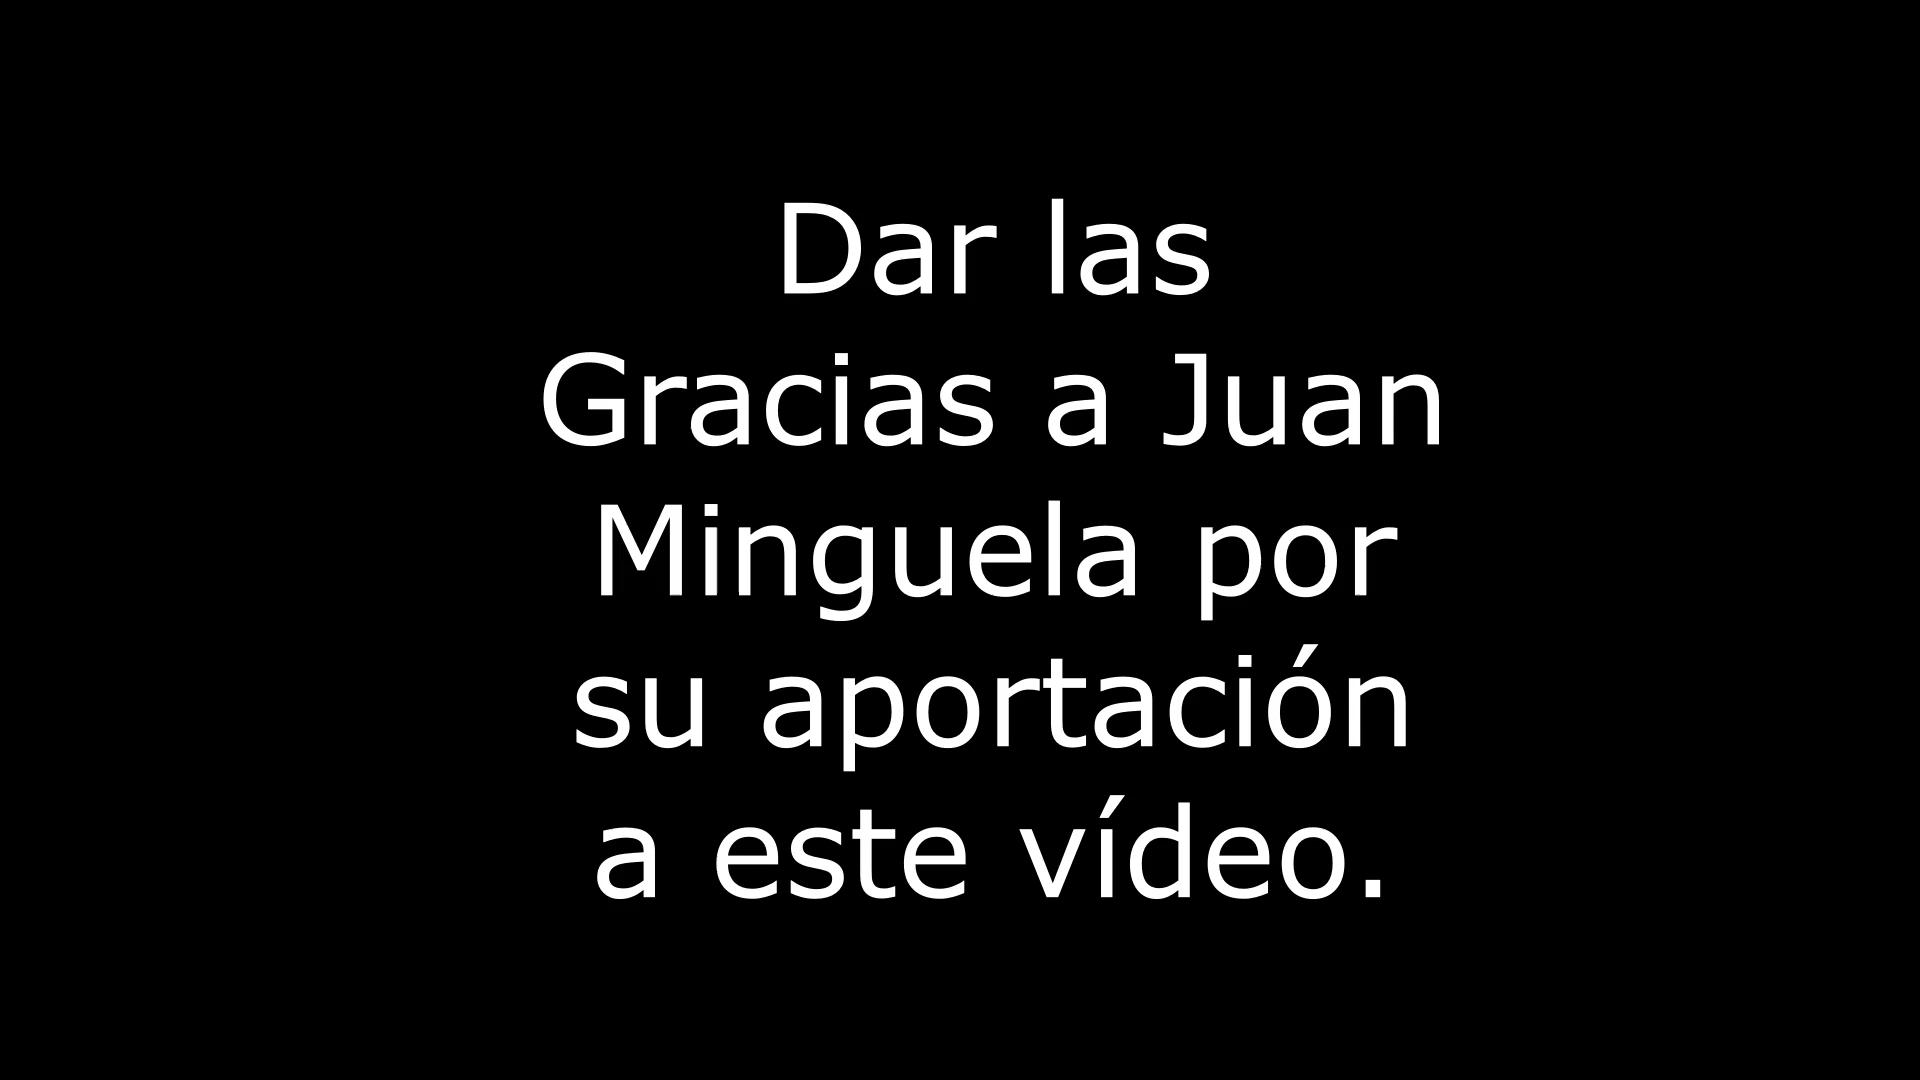 Dar las
Gracias a Juan
Minguela por
su aportación
a este vídeo.